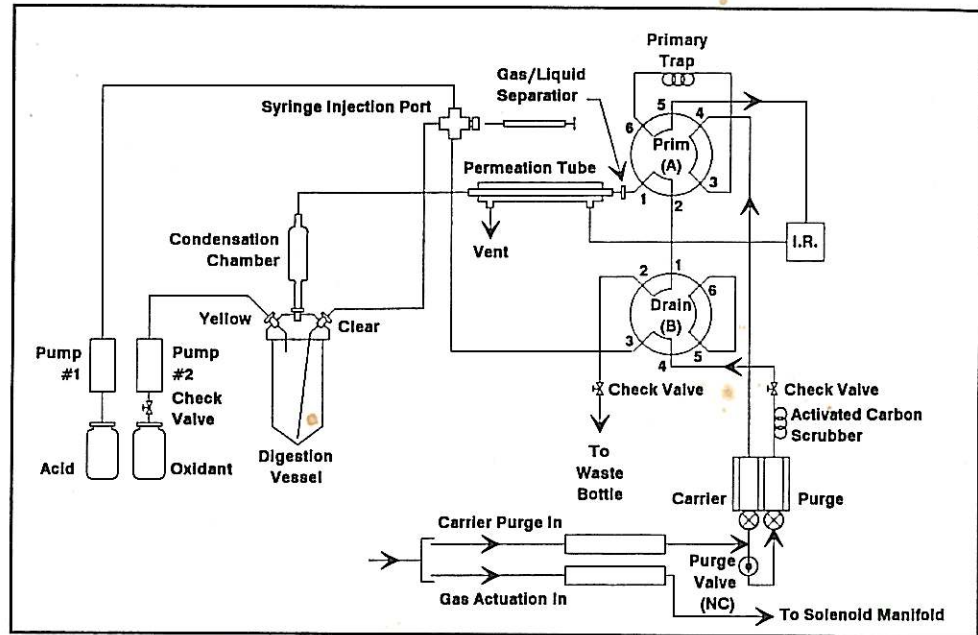 Primary
Trap
Gas/Liquid
Separatior
Syringe Injection Port
5
4
6
Prim
(A)
3
1
2
Permeation Tube
I.R.
Vent
Condensation
Chamber
1
2
6
Drain
(B)
3
5
4
Yellow
Clear
Pump
#1
Pump
#2
Check
Valve
Check Valve
Check Valve
Activated Carbon
Scrubber
Acid
Oxidant
Digestion
Vessel
To
Waste
Bottle
Carrier
Purge
Carrier Purge In
Purge
Valve
(NC)
Gas Actuation In
To Solenoid Manifold